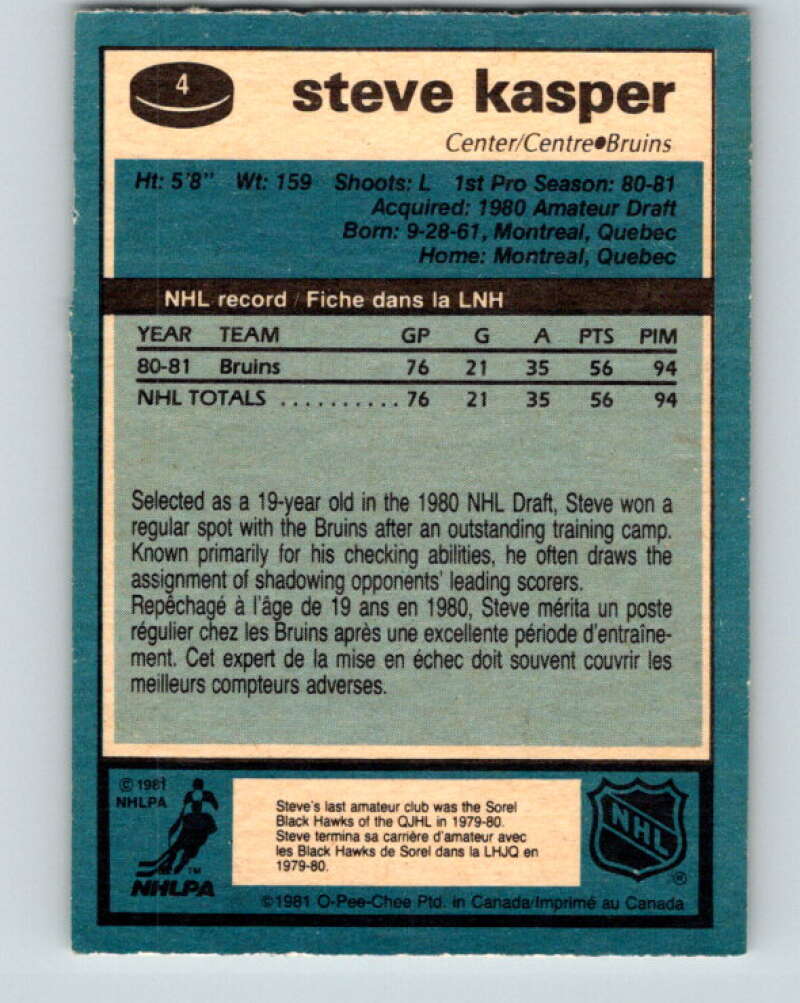 4
steve kasper
Center/Centre●Bruins
Ht: 5'8" Wt: 159 Shoots: L 1st Pro Season: 80-81
Acquired: 1980 Amateur Draft
Born: 9-28-61, Montreal, Quebec
Home: Montreal, Quebec
NHL record / Fiche dans la LNH
YEAR TEAM GP G A PTS PIM
80-81 Bruins 76 21 35 56 94
NHL TOTALS .......... 76 21 35 56 94
Selected as a 19-year old in the 1980 NHL Draft, Steve won a
regular spot with the Bruins after an outstanding training camp.
Known primarily for his checking abilities, he often draws the
assignment of shadowing opponents' leading scorers.
Repêchagé à l'âge de 19 ans en 1980, Steve mérita un poste
régulier chez les Bruins après une excellente période d'entraîne-
ment. Cet expert de la mise en échec doit souvent couvrir les
meilleurs compteurs adverses.
© 1981
NHLPA
TM
NHLPA
Steve's last amateur club was the Sorel
Black Hawks of the QJHL in 1979-80.
Steve termina sa carrière d'amateur avec
les Black Hawks de Sorel dans la LHJQ en
1979-80.
NHL
®
©1981 O-Pee-Chee Ptd. in Canada/Imprimé au Canada